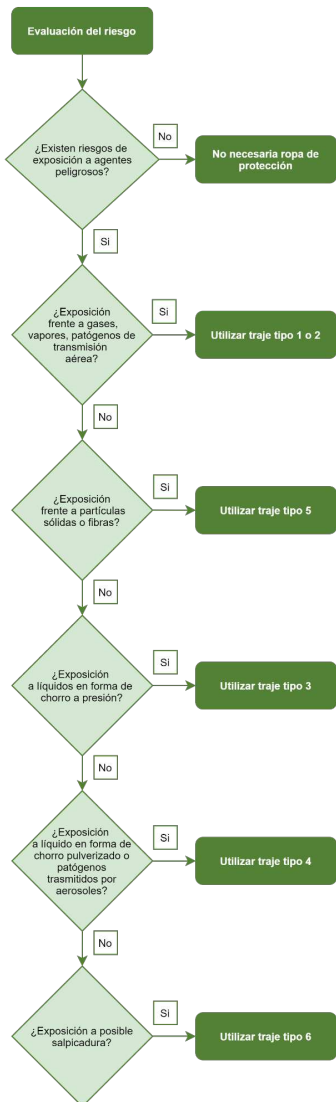 Evaluación del riesgo
¿Existen riesgos de
exposición a agentes
peligrosos?
No
No necesaria ropa de
protección
Si
¿Exposición
frente a gases,
vapores, patógenos de
transmisión
aérea?
Si
Utilizar traje tipo 1 o 2
No
¿Exposición
frente a partículas
sólidas o fibras?
Si
Utilizar traje tipo 5
No
¿Exposición
a líquidos en forma de
chorro a presión?
Si
Utilizar traje tipo 3
No
¿Exposición
a líquido en forma de
chorro pulverizado o
patógenos
trasmitidos por
aerosoles?
Si
Utilizar traje tipo 4
No
¿Exposición a posible
salpicadura?
Si
Utilizar traje tipo 6